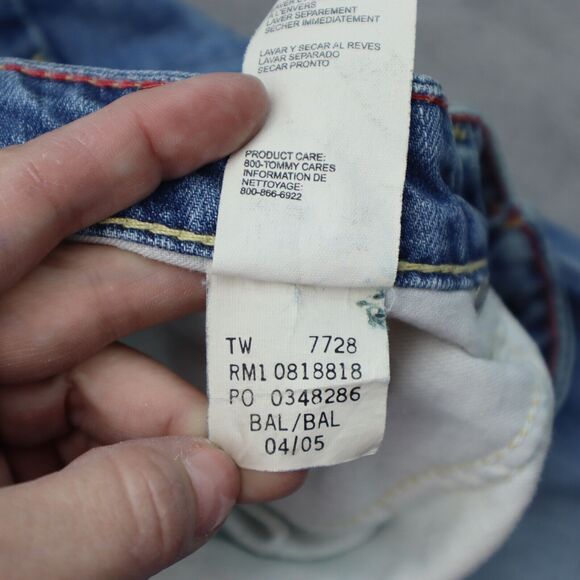 À L'ENVERS
LAVER SEPAREMENT
SECHER IMMEDIATEMENT
LAVAR Y SECAR AL REVES
LAVAR SEPARADO
SECAR PRONTO
PRODUCT CARE:
800-TOMMY CARES
INFORMATION DE
NETTOYAGE:
800-866-6922
TW 7728
RM1 0818818
PO 0348286
BAL/BAL
04/05